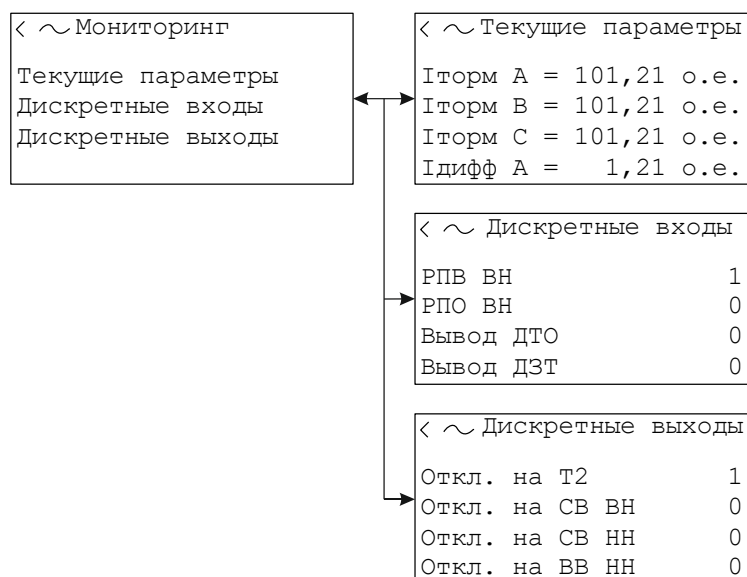 < ~ Мониторинг
Текущие параметры
Дискретные входы
Дискретные выходы
< ~ Текущие параметры
Iторм A = 101,21 о.е.
Iторм B = 101,21 о.е.
Iторм C = 101,21 о.е.
Iдифф A = 1,21 о.е.
< ~ Дискретные входы
РПВ ВН 1
РПО ВН 0
Вывод ДТО 0
Вывод ДЗТ 0
< ~ Дискретные выходы
Откл. на Т2 1
Откл. на СВ ВН 0
Откл. на СВ НН 0
Откл. на ВВ НН 0